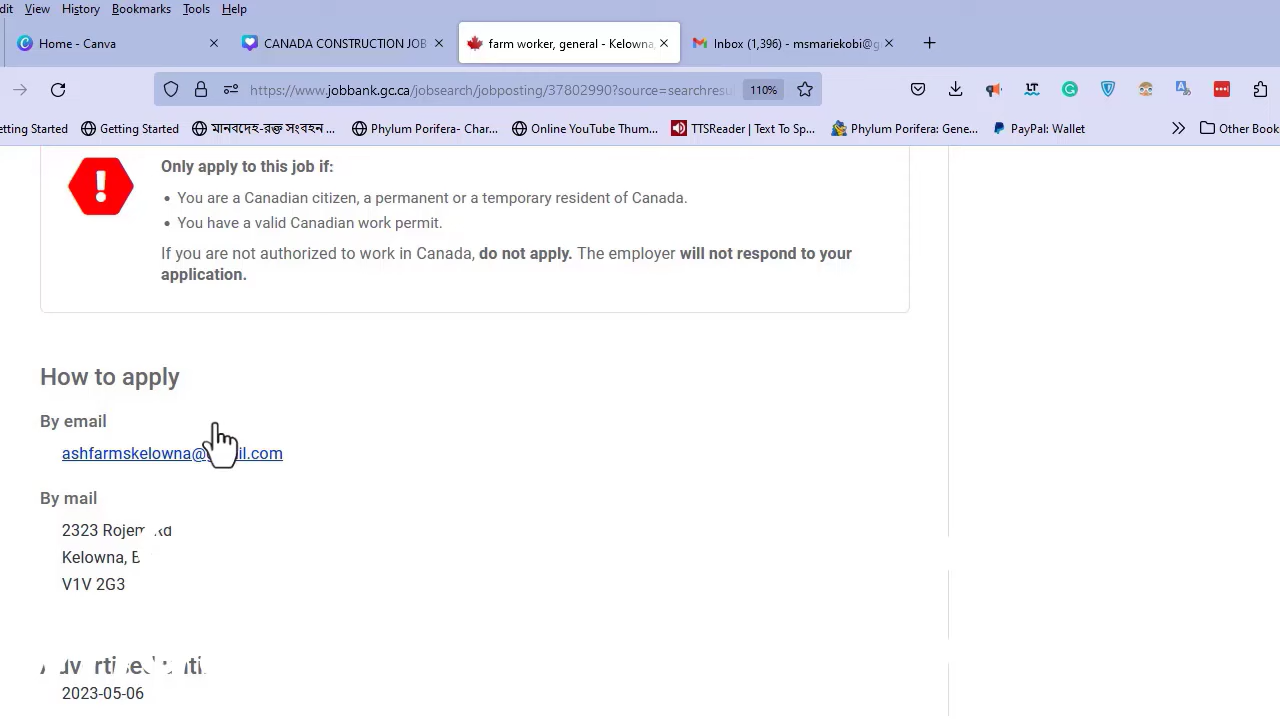 dit View History Bookmarks Tools Help
Home - Canva
CANADA CONSTRUCTION JOB
farm worker, general - Kelowna,
Inbox (1,396) - msmariekobi@g
https://www.jobbank.gc.ca/jobsearch/jobposting/37802990?source=searchresu
110%
etting Started
Getting Started
মানবদেহ-রক্ত সংবহন ...
Phylum Porifera- Char...
Online YouTube Thum...
TTSReader | Text To Sp...
Phylum Porifera: Gene...
PayPal: Wallet
Other Book
Only apply to this job if:
• You are a Canadian citizen, a permanent or a temporary resident of Canada.
• You have a valid Canadian work permit.
If you are not authorized to work in Canada, do not apply. The employer will not respond to your
application.
How to apply
By email
By mail
2323
Kelowna,
V1V 2G3
2023-05-06